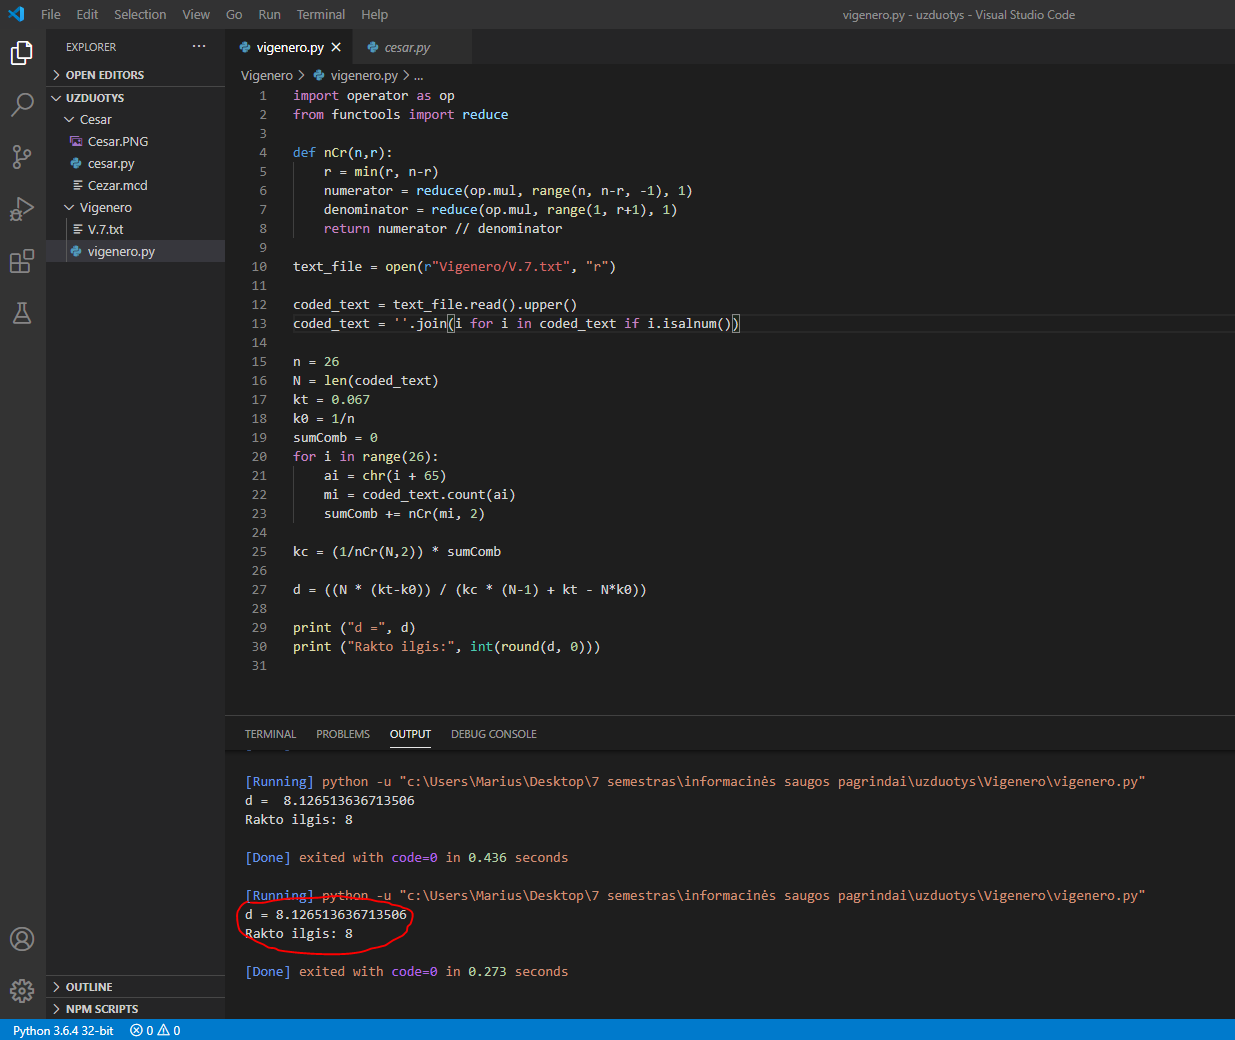 File Edit Selection View Go Run Terminal Help
vigenero.py - uzduotys - Visual Studio Code
EXPLORER ···
OPEN EDITORS
UZDUOTYS
Cesar
Cesar.PNG
cesar.py
Cezar.mcd
Vigenero
V.7.txt
vigenero.py
OUTLINE
NPM SCRIPTS
vigenero.py cesar.py
Vigenero > vigenero.py > ...
1 import operator as op
2 from functools import reduce
3
4 def nCr(n,r):
5     r = min(r, n-r)
6     numerator = reduce(op.mul, range(n, n-r, -1), 1)
7     denominator = reduce(op.mul, range(1, r+1), 1)
8     return numerator // denominator
9
10 text_file = open(r"Vigenero/V.7.txt", "r")
11
12 coded_text = text_file.read().upper()
13 coded_text = ''.join(i for i in coded_text if i.isalnum())
14
15 n = 26
16 N = len(coded_text)
17 kt = 0.067
18 k0 = 1/n
19 sumComb = 0
20 for i in range(26):
21     ai = chr(i + 65)
22     mi = coded_text.count(ai)
23     sumComb += nCr(mi, 2)
24
25 kc = (1/nCr(N,2)) * sumComb
26
27 d = ((N * (kt-k0)) / (kc * (N-1) + kt - N*k0))
28
29 print ("d =", d)
30 print ("Rakto ilgis:", int(round(d, 0)))
31
TERMINAL PROBLEMS OUTPUT DEBUG CONSOLE
[Running] python -u "c:\Users\Marius\Desktop\7 semestras\informacinės saugos pagrindai\uzduotys\Vigenero\vigenero.py"
d =  8.126513636713506
Rakto ilgis: 8
[Done] exited with code=0 in 0.436 seconds
[Running] python -u "c:\Users\Marius\Desktop\7 semestras\informacinės saugos pagrindai\uzduotys\Vigenero\vigenero.py"
d = 8.126513636713506
Rakto ilgis: 8
[Done] exited with code=0 in 0.273 seconds
Python 3.6.4 32-bit 0 0